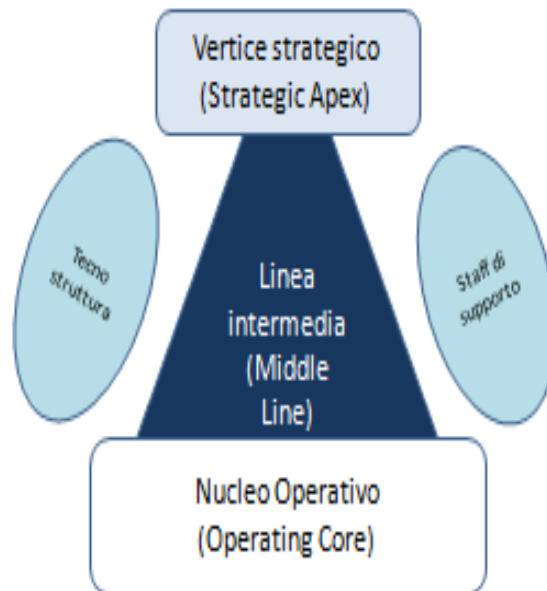 Vertice strategico
(Strategic Apex)
Tecno
struttura
Linea
intermedia
(Middle
Line)
Staff di
supporto
Nucleo Operativo
(Operating Core)